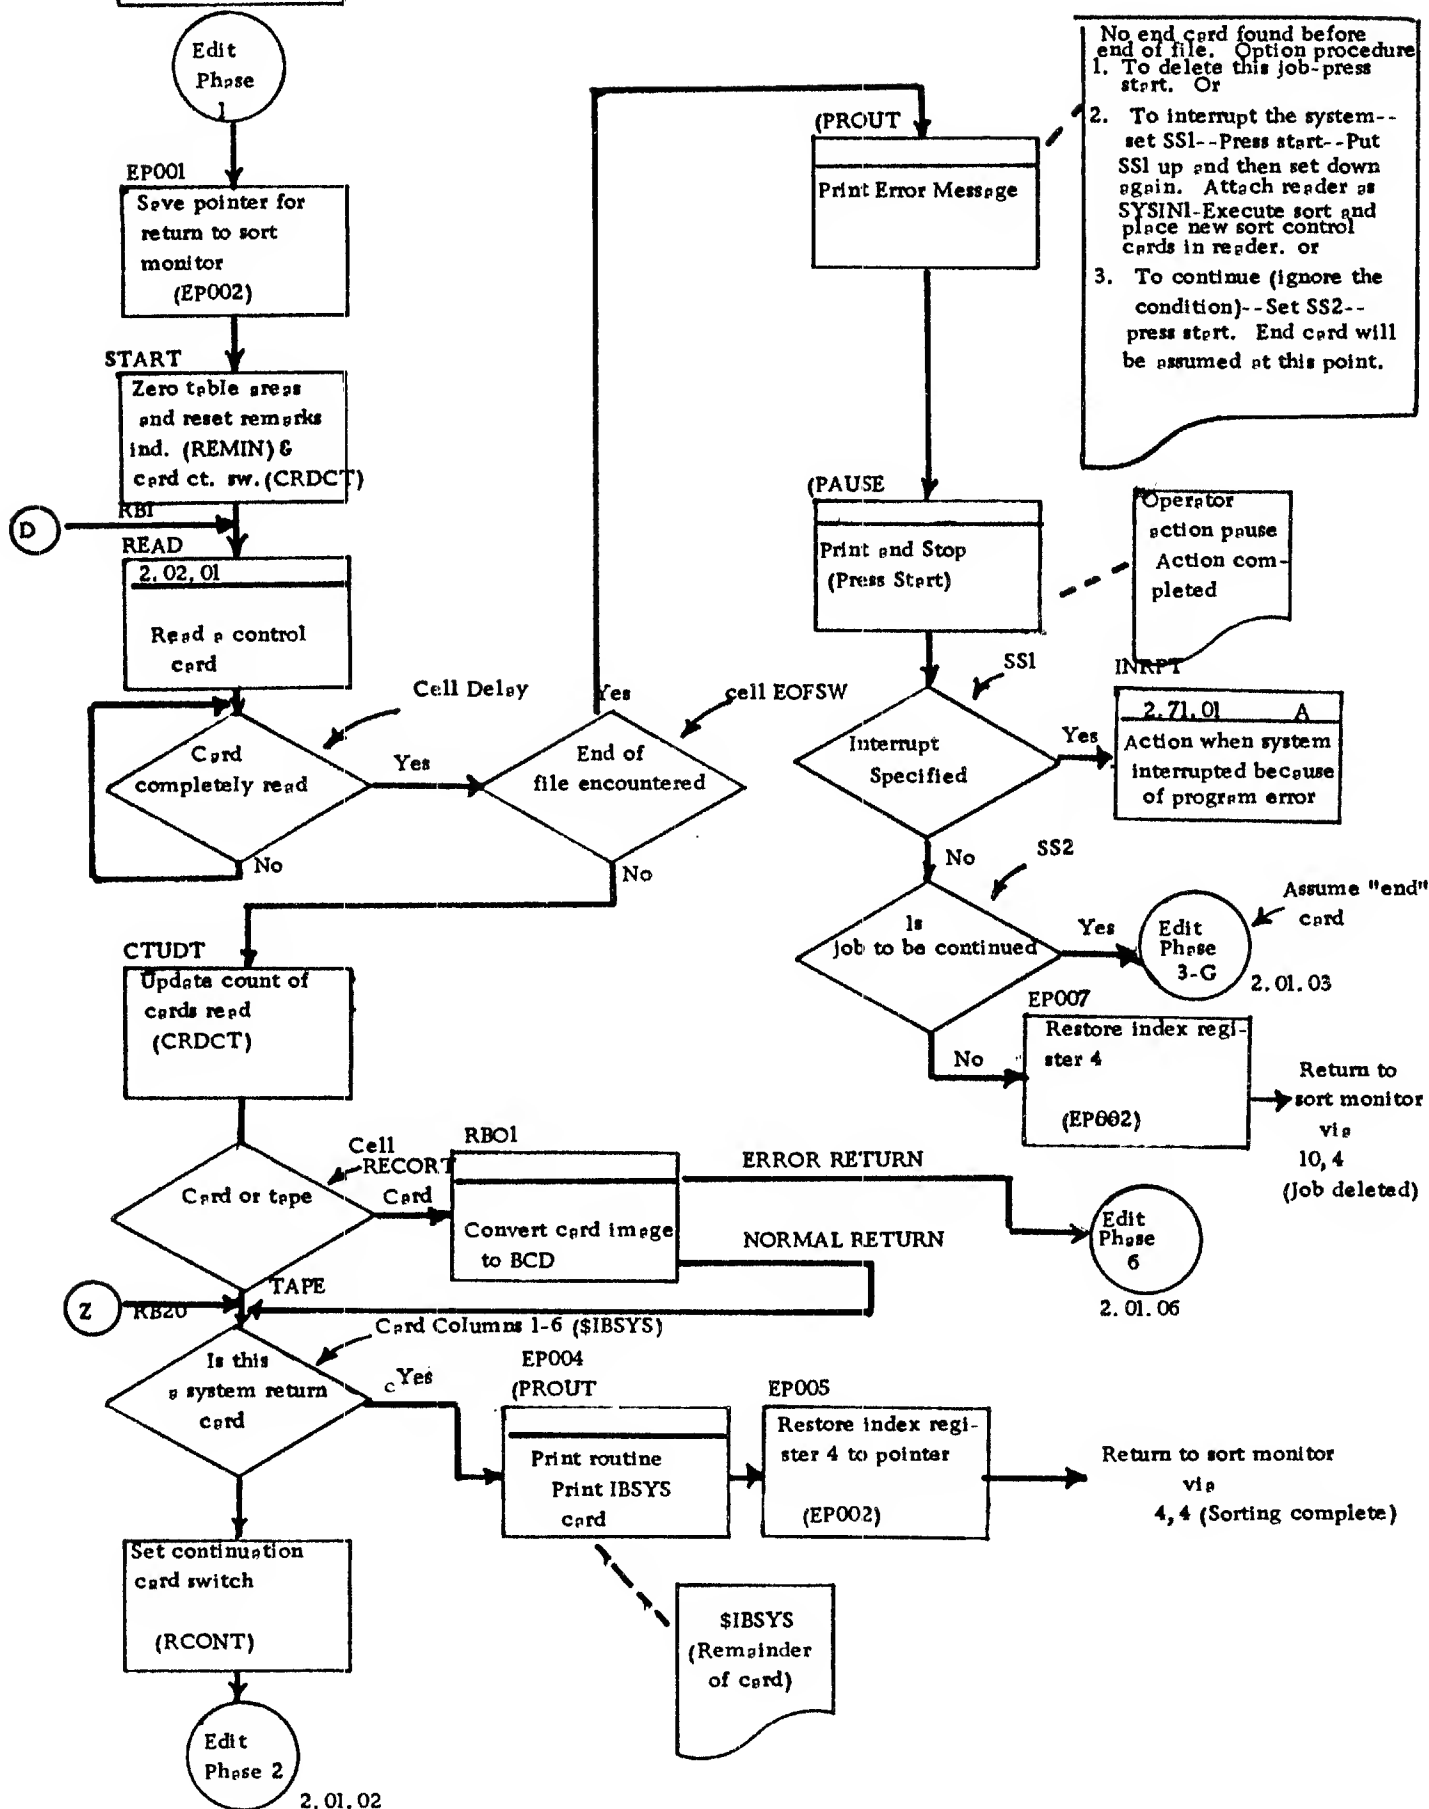 Edit
Phase
1
EP001
Save pointer for
return to sort
monitor
(EP002)
START
Zero table areas
and reset remarks
ind. (REMIN) &
card ct. sw. (CRDCT)
D
RB1
READ
2.02,01
Read a control
card
Cell Delay
Card
completely read
Yes
No
Yes
cell EOFSW
End of
file encountered
No
CTUDT
Update count of
cards read
(CRDCT)
Cell
RECORT
Card or tape
Card
RB01
Convert card image
to BCD
ERROR RETURN
NORMAL RETURN
Edit
Phase
6
2.01.06
TAPE
Z
RB20
Card Columns 1-6 ($IBSYS)
Is this
a system return
card
cYes
EP004
(PROUT
Print routine
Print IBSYS
card
EP005
Restore index regi-
ster 4 to pointer
(EP002)
Return to sort monitor
via
4,4 (Sorting complete)
$IBSYS
(Remainder
of card)
Set continuation
card switch
(RCONT)
Edit
Phase 2
2.01.02
(PROUT
Print Error Message
No end card found before
end of file. Option procedure
1. To delete this job-press
start. Or
2. To interrupt the system--
set SS1--Press start--Put
SS1 up and then set down
again. Attach reader as
SYSIN1-Execute sort and
place new sort control
cards in reader. or
3. To continue (ignore the
condition)--Set SS2--
press start. End card will
be assumed at this point.
(PAUSE
Print and Stop
(Press Start)
Operator
action pause
Action com-
pleted
SS1
Interrupt
Specified
Yes
INRPT
2.71.01 A
Action when system
interrupted because
of program error
No
SS2
Is
job to be continued
Yes
Edit
Phase
3-G
2.01.03
Assume "end"
card
No
EP007
Restore index regi-
ster 4
(EP002)
Return to
sort monitor
via
10,4
(Job deleted)